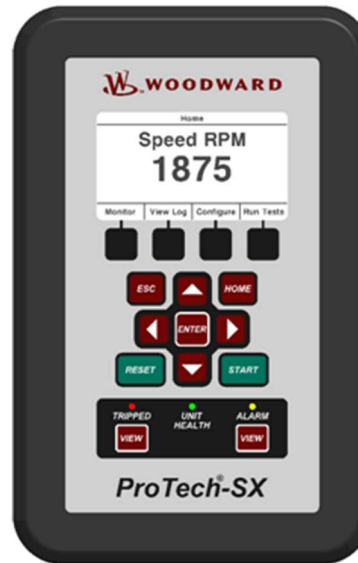 WOODWARD
Home
Speed RPM
1875
Monitor View Log Configure Run Tests
ESC HOME
ENTER
RESET START
TRIPPED UNIT HEALTH ALARM
VIEW VIEW
ProTech®-SX